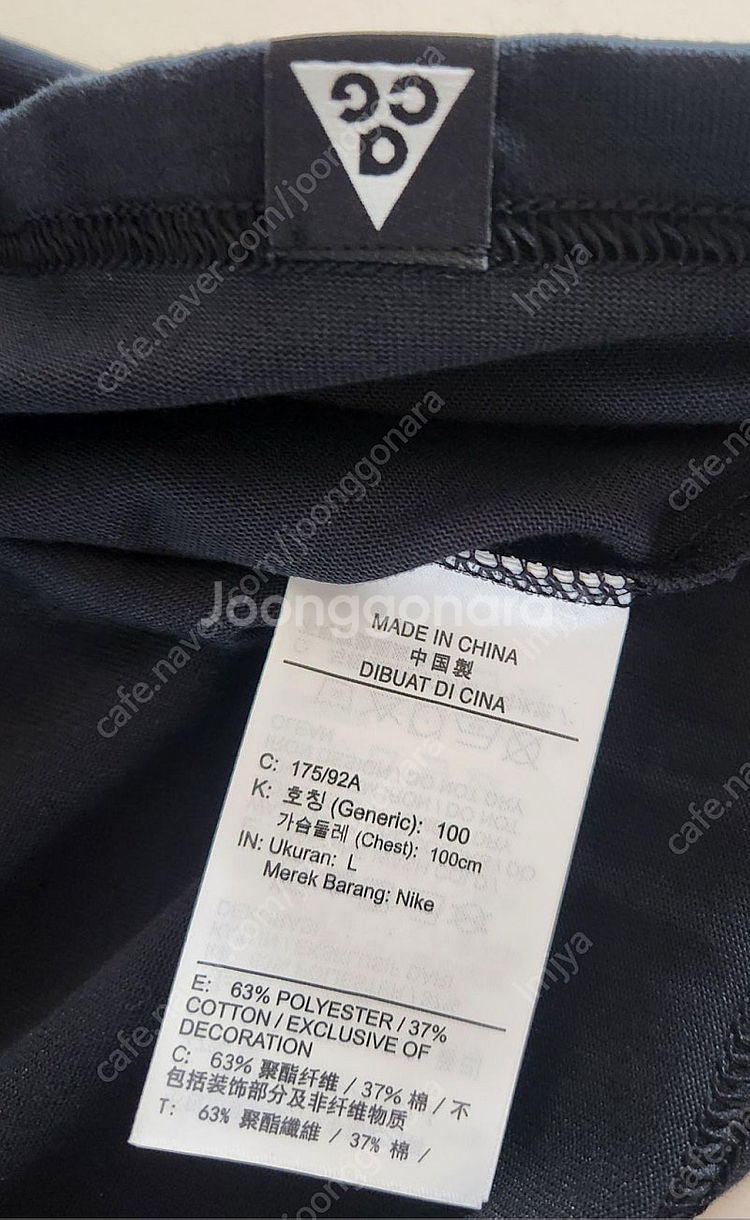 acg
MADE IN CHINA
中国製
DIBUAT DI CINA
C: 175/92A
K: 호칭 (Generic): 100
가슴둘레 (Chest): 100cm
IN: Ukuran: L
Merek Barang: Nike
E: 63% POLYESTER / 37%
COTTON / EXCLUSIVE OF
DECORATION
C: 63% 聚酯纤维 / 37% 棉 / 不
包括装饰部分及非纤维物质
T: 63% 聚酯纖維 / 37% 棉 /
Joonggonara
cafe.naver.com/joonggonara
lmjya